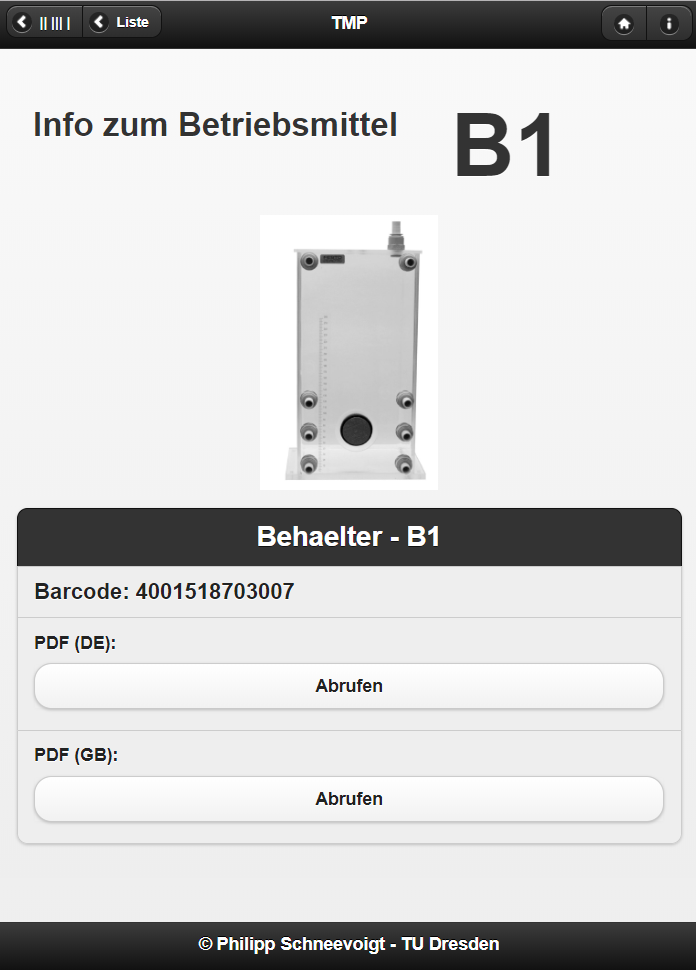 Liste
TMP
Info zum Betriebsmittel
B1
Behaelter - B1
Barcode: 4001518703007
PDF (DE):
Abrufen
PDF (GB):
Abrufen
© Philipp Schneevoigt - TU Dresden